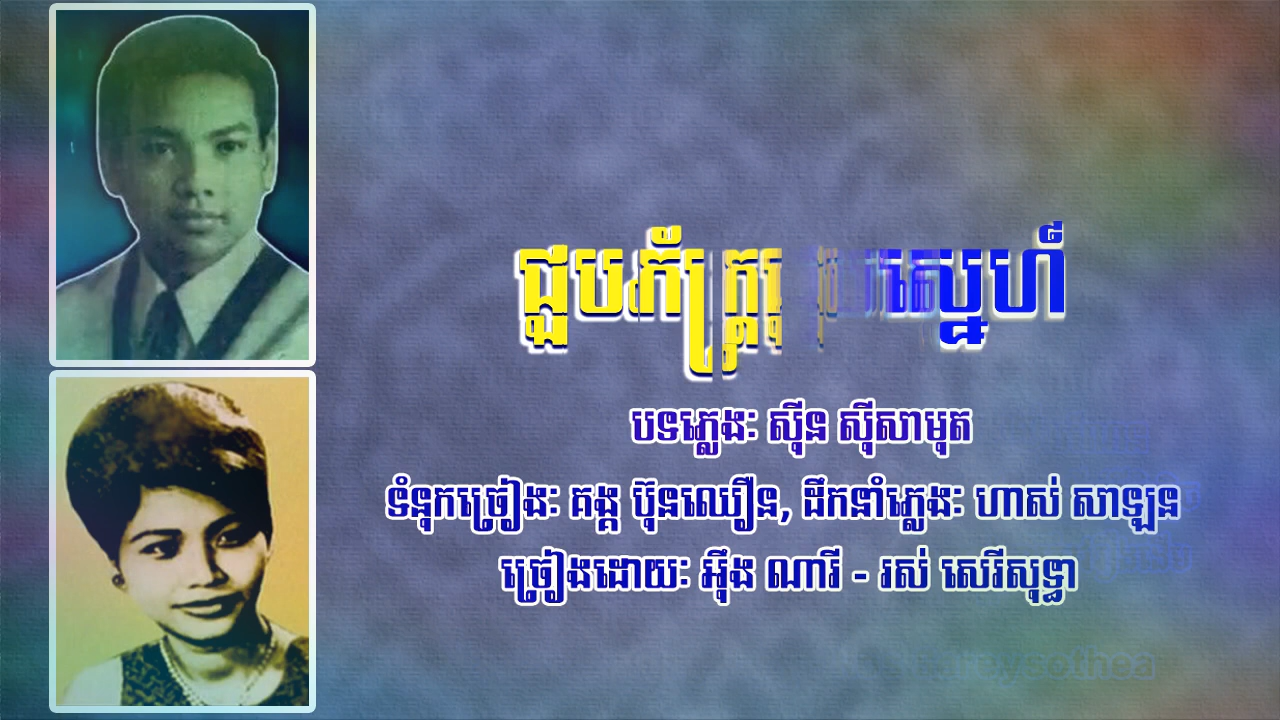 ជួបភ័ក្ត្រ ស្នេហ៍
បទភ្លេងៈ ស៊ីន ស៊ីសាមុត
ទំនុកច្រៀងៈ គង្គ ប៊ុនឈឿន, ដឹកនាំភ្លេងៈ ហាស់ សាឡន
ច្រៀងដោយៈ អ៊ឹង ណារី - រស់ សេរីសុទ្ធា